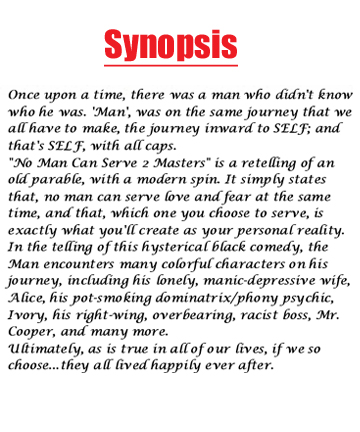 Synopsis
Once upon a time, there was a man who didn't know
who he was. 'Man', was on the same journey that we
all have to make, the journey inward to SELF; and
that's SELF, with all caps.
"No Man Can Serve 2 Masters" is a retelling of an
old parable, with a modern spin. It simply states
that, no man can serve love and fear at the same
time, and that, which one you choose to serve, is
exactly what you'll create as your personal reality.
In the telling of this hysterical black comedy, the
Man encounters many colorful characters on his
journey, including his lonely, manic-depressive wife,
Alice, his pot-smoking dominatrix/phony psychic,
Ivory, his right-wing, overbearing, racist boss, Mr.
Cooper, and many more.
Ultimately, as is true in all of our lives, if we so
choose...they all lived happily ever after.